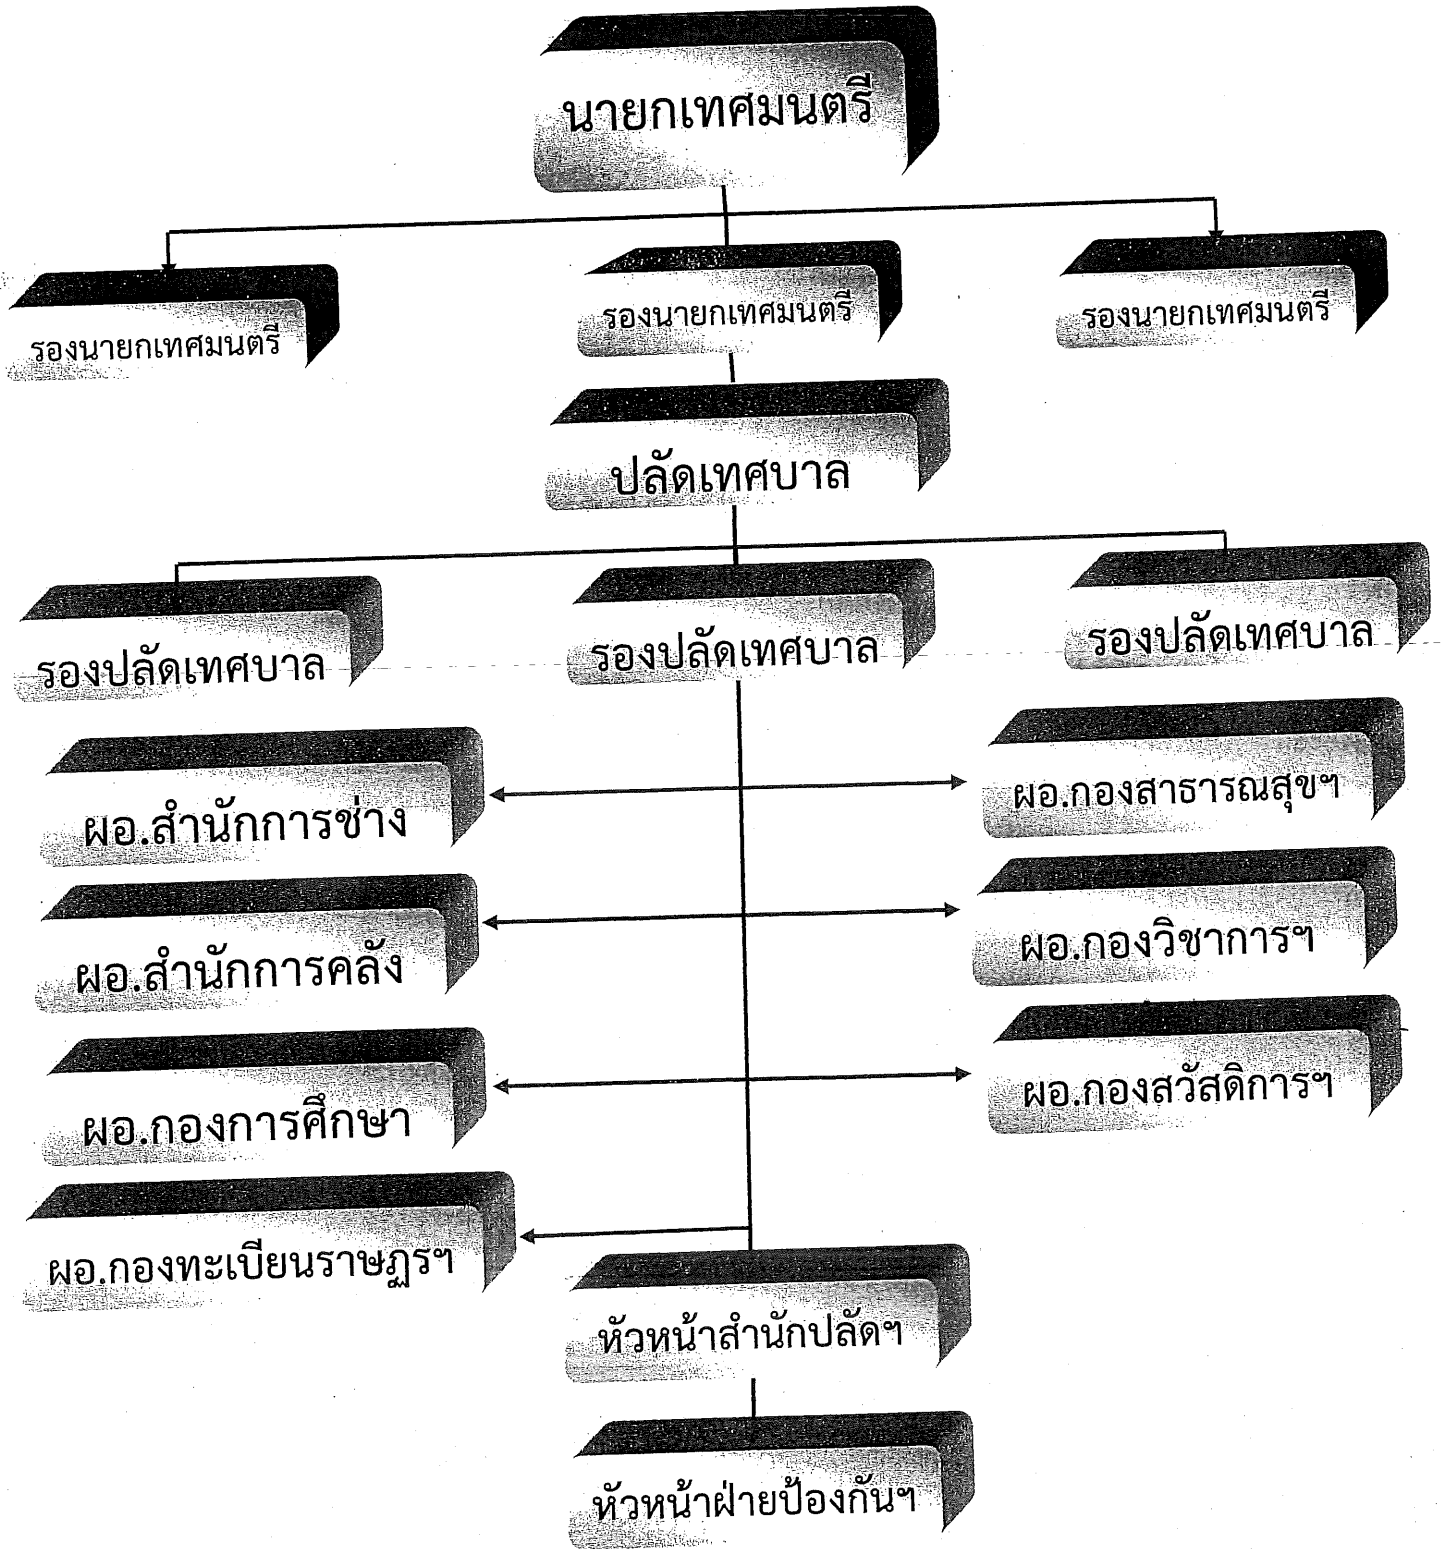 นายกเทศมนตรี
รองนายกเทศมนตรี
รองนายกเทศมนตรี
รองนายกเทศมนตรี
ปลัดเทศบาล
รองปลัดเทศบาล
รองปลัดเทศบาล
รองปลัดเทศบาล
ผอ.สำนักการช่าง
ผอ.กองสาธารณสุขฯ
ผอ.สำนักการคลัง
ผอ.กองวิชาการฯ
ผอ.กองการศึกษา
ผอ.กองสวัสดิการฯ
ผอ.กองทะเบียนราษฎรฯ
หัวหน้าสำนักปลัดฯ
หัวหน้าฝ่ายป้องกันฯ